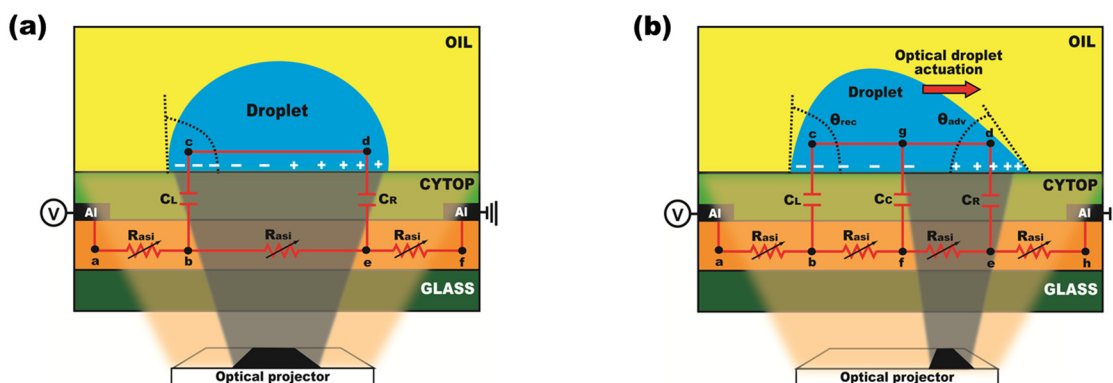 (a)
OIL
Droplet
c
d
– – – – – – + + + + + +
CYTOP
CL
CR
V
Al
Al
Rasi
Rasi
Rasi
a
b
e
f
GLASS
Optical projector
(b)
OIL
Optical droplet
actuation
Droplet
θrec
θadv
c
g
d
CYTOP
CL
CC
CR
V
Al
Al
Rasi
Rasi
Rasi
Rasi
a
b
f
e
h
GLASS
Optical projector